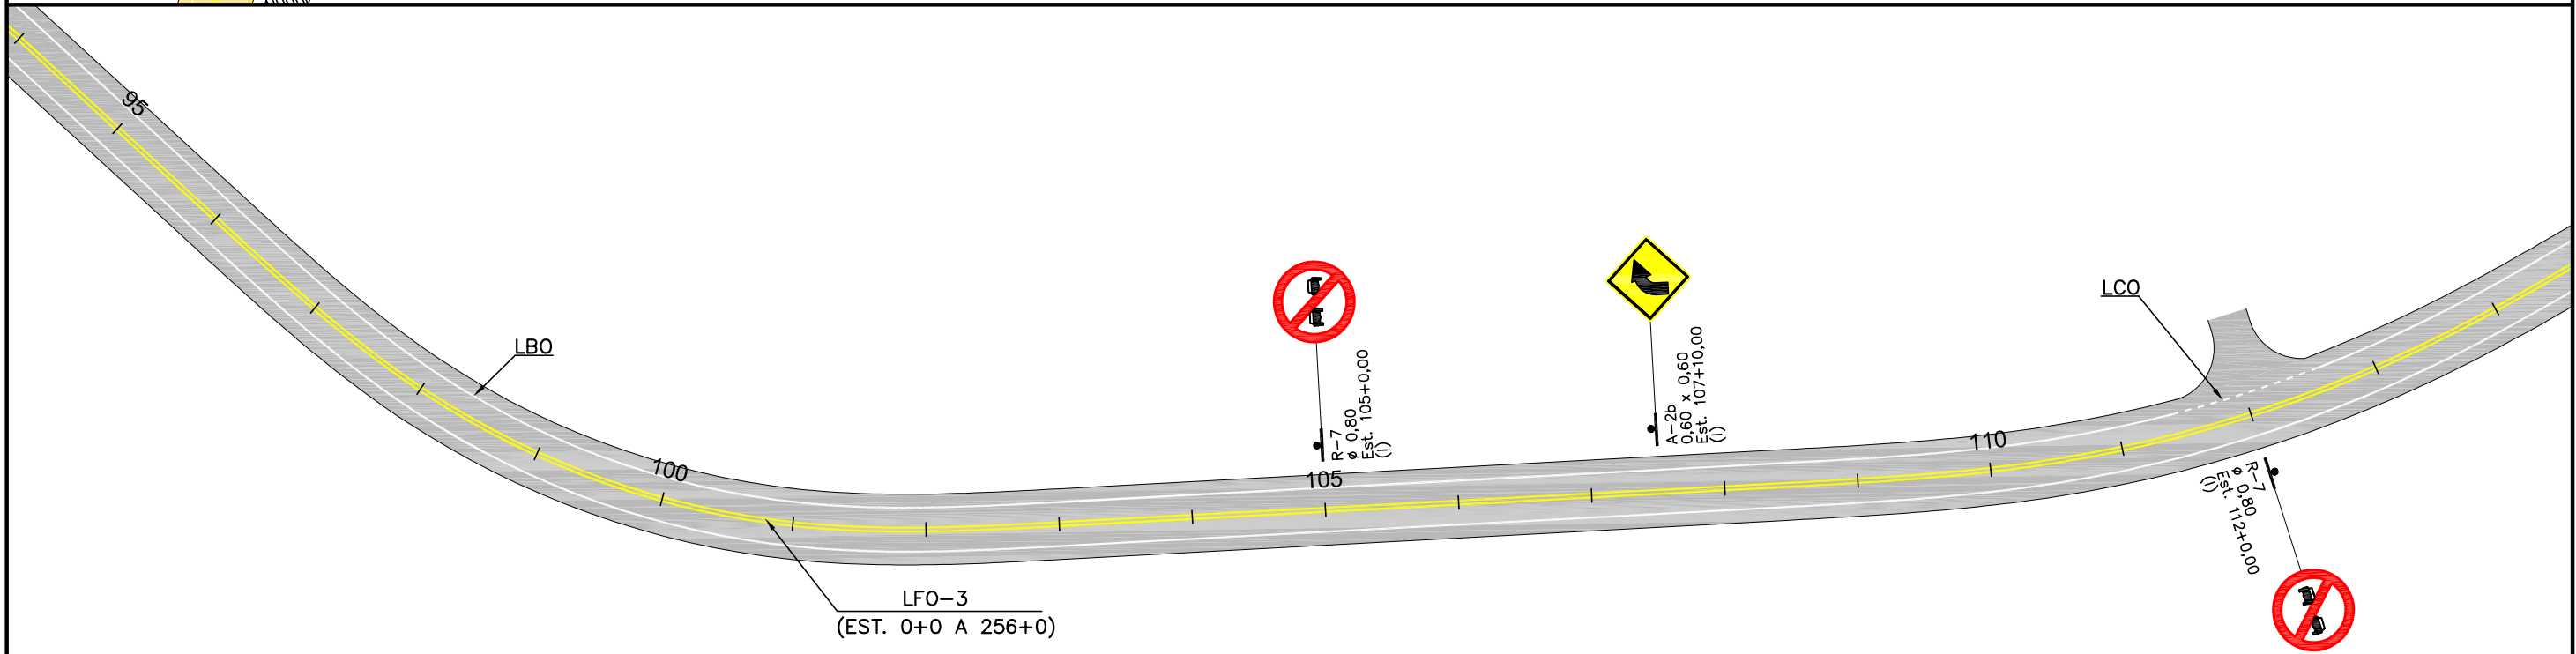 95
LBO
100
LFO-3
(EST. 0+0 A 256+0)
R-7
ø 0,80
Est. 105+0,00
(I)
105
A-2b
0,60 x 0,60
Est. 107+10,00
(I)
110
LCO
R-7
ø 0,80
Est. 112+0,00
(I)